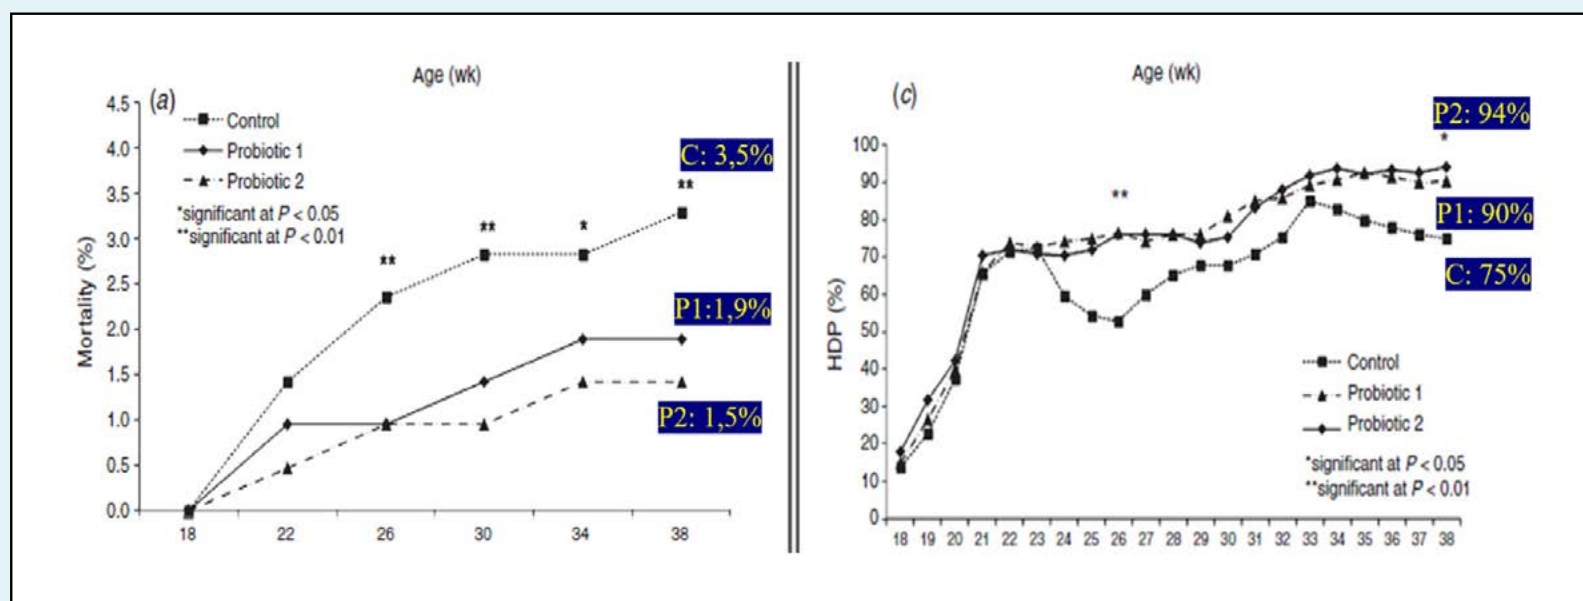 Age (wk)
(a)
4.5
4.0
3.5
3.0
2.5
2.0
1.5
1.0
0.5
0.0
Mortality (%)
Control
Probiotic 1
Probiotic 2
*significant at P < 0.05
**significant at P < 0.01
**
**
*
**
C: 3,5%
P1:1,9%
P2: 1,5%
18 22 26 30 34 38
Age (wk)
(c)
100
90
80
70
60
50
40
30
20
10
0
HDP (%)
**
*
P2: 94%
P1: 90%
C: 75%
Control
Probiotic 1
Probiotic 2
*significant at P < 0.05
**significant at P < 0.01
18 19 20 21 22 23 24 25 26 27 28 29 30 31 32 33 34 35 36 37 38